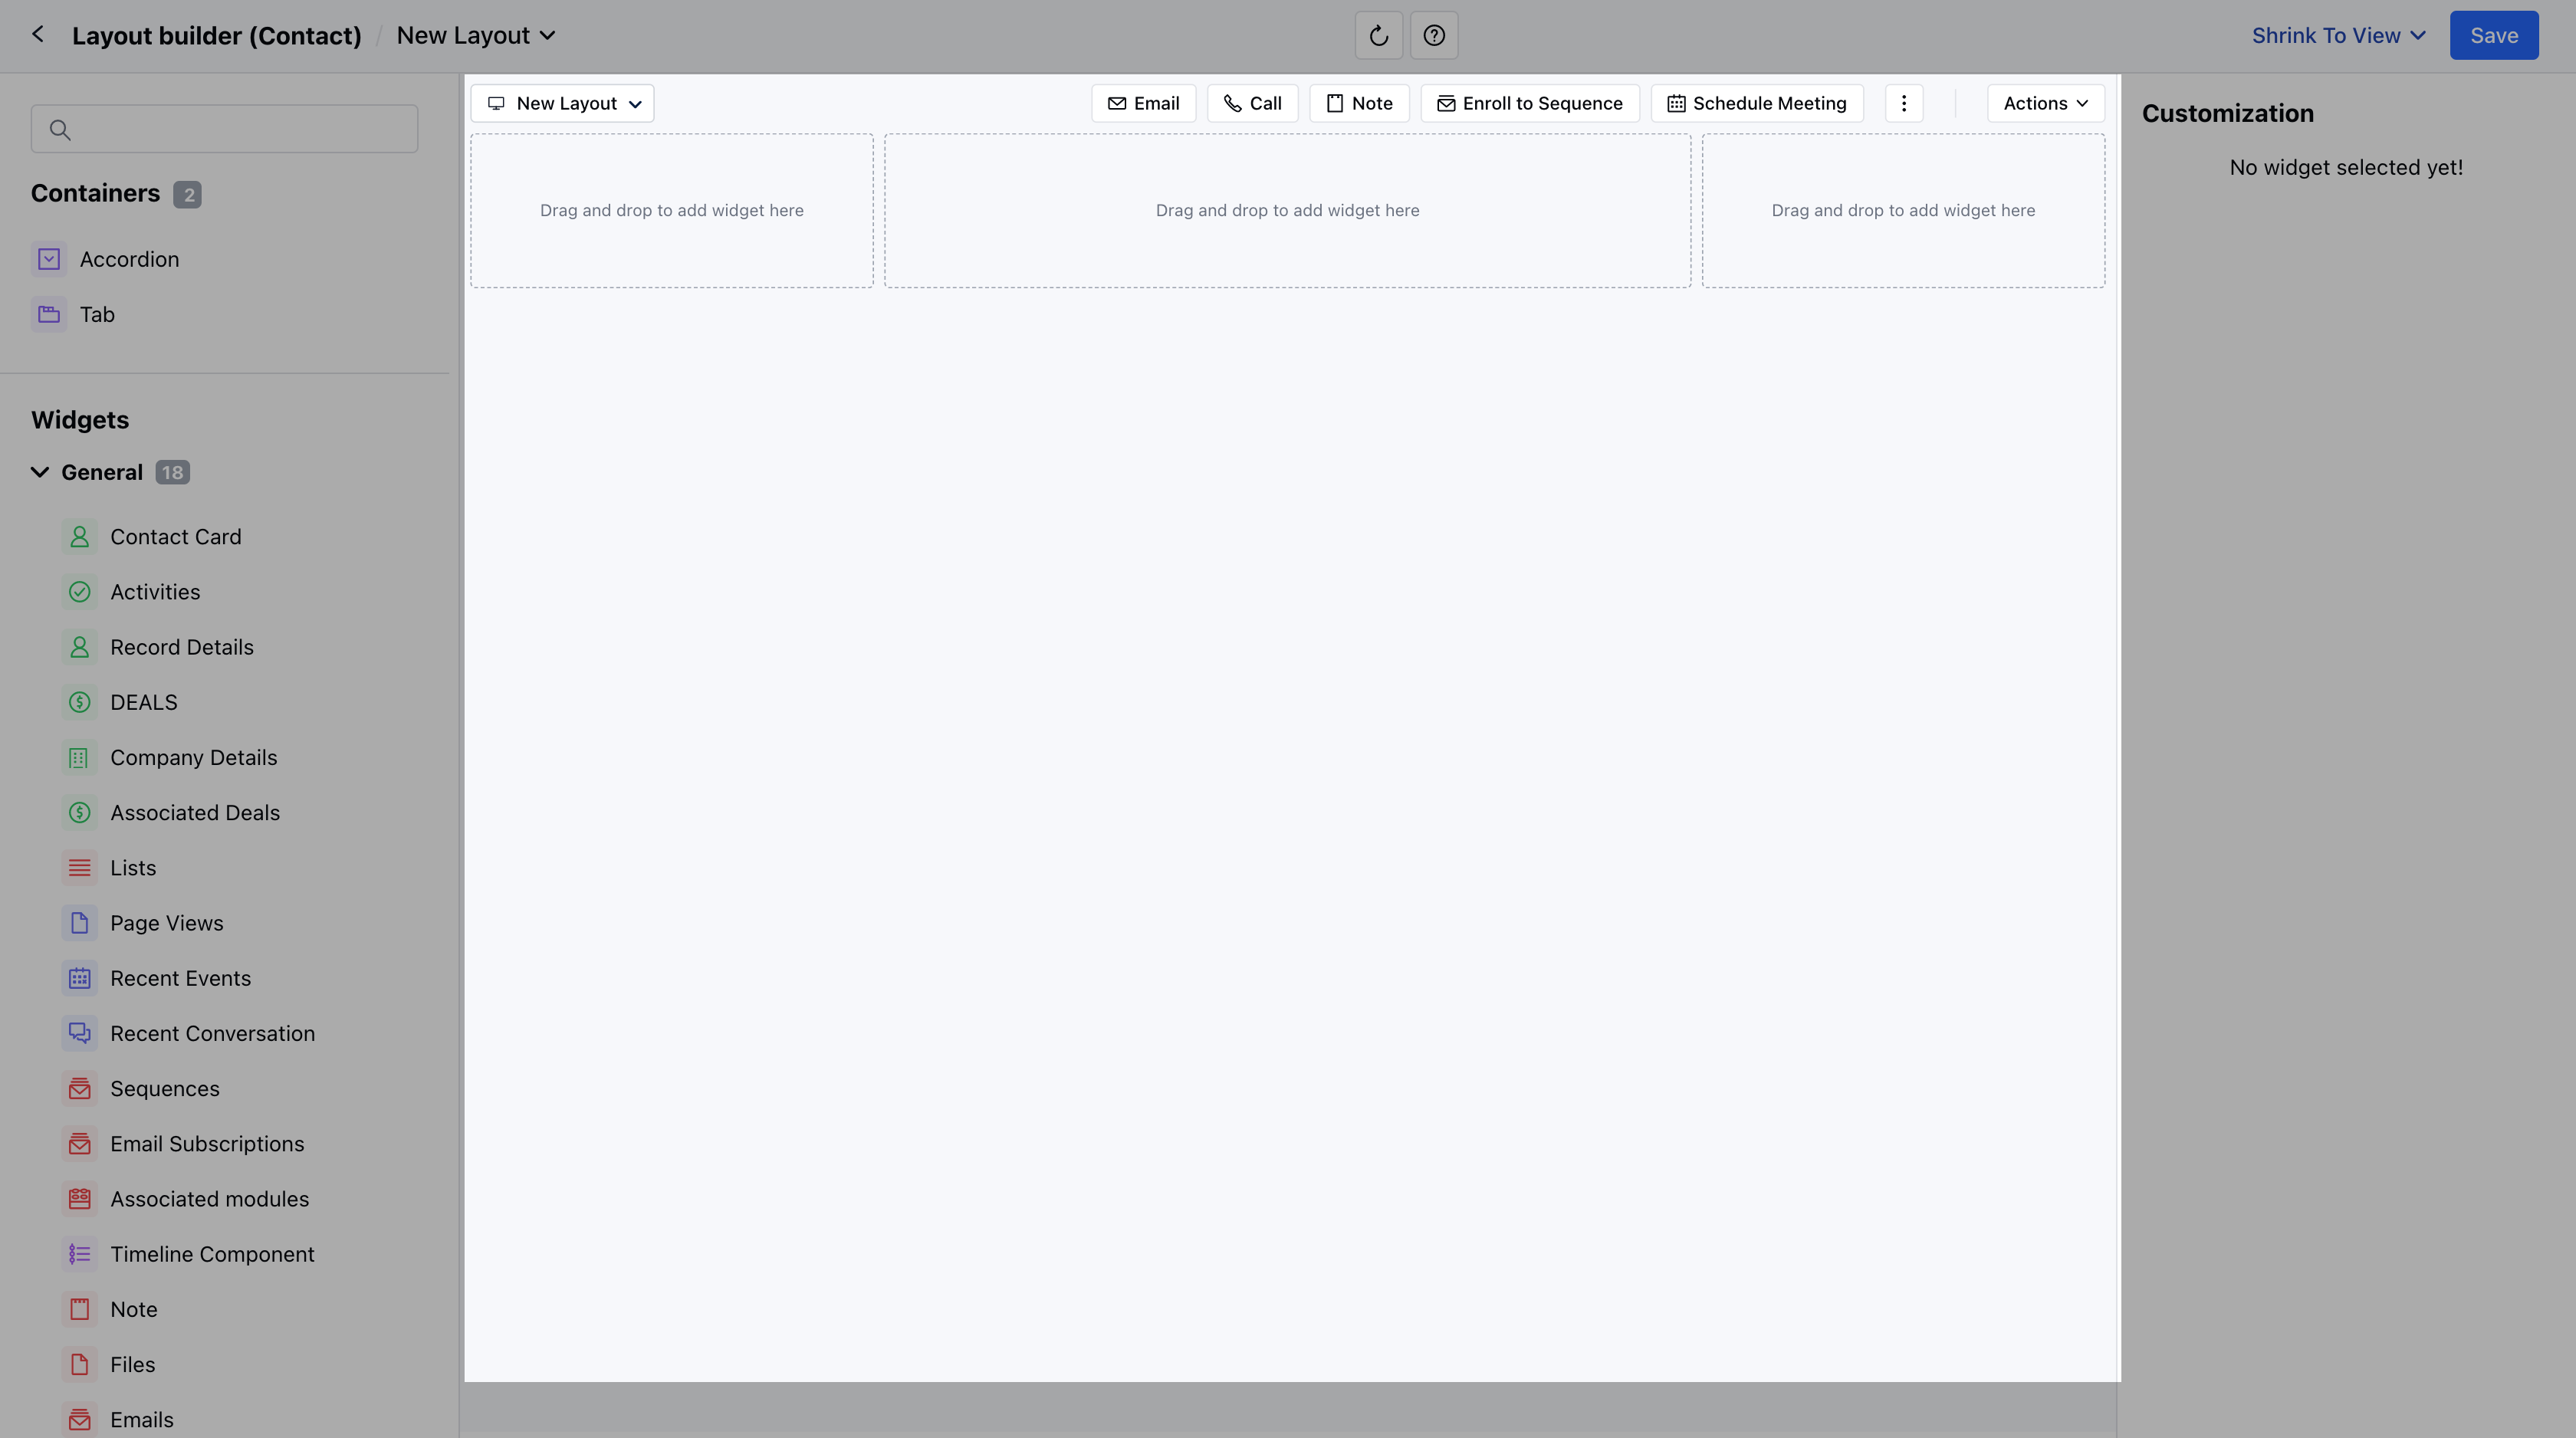 Layout builder (Contact) / New Layout
Shrink To View
Save
New Layout
Email
Call
Note
Enroll to Sequence
Schedule Meeting
Actions
Containers 2
Accordion
Tab
Widgets
General 18
Contact Card
Activities
Record Details
DEALS
Company Details
Associated Deals
Lists
Page Views
Recent Events
Recent Conversation
Sequences
Email Subscriptions
Associated modules
Timeline Component
Note
Files
Emails
Drag and drop to add widget here
Drag and drop to add widget here
Drag and drop to add widget here
Customization
No widget selected yet!